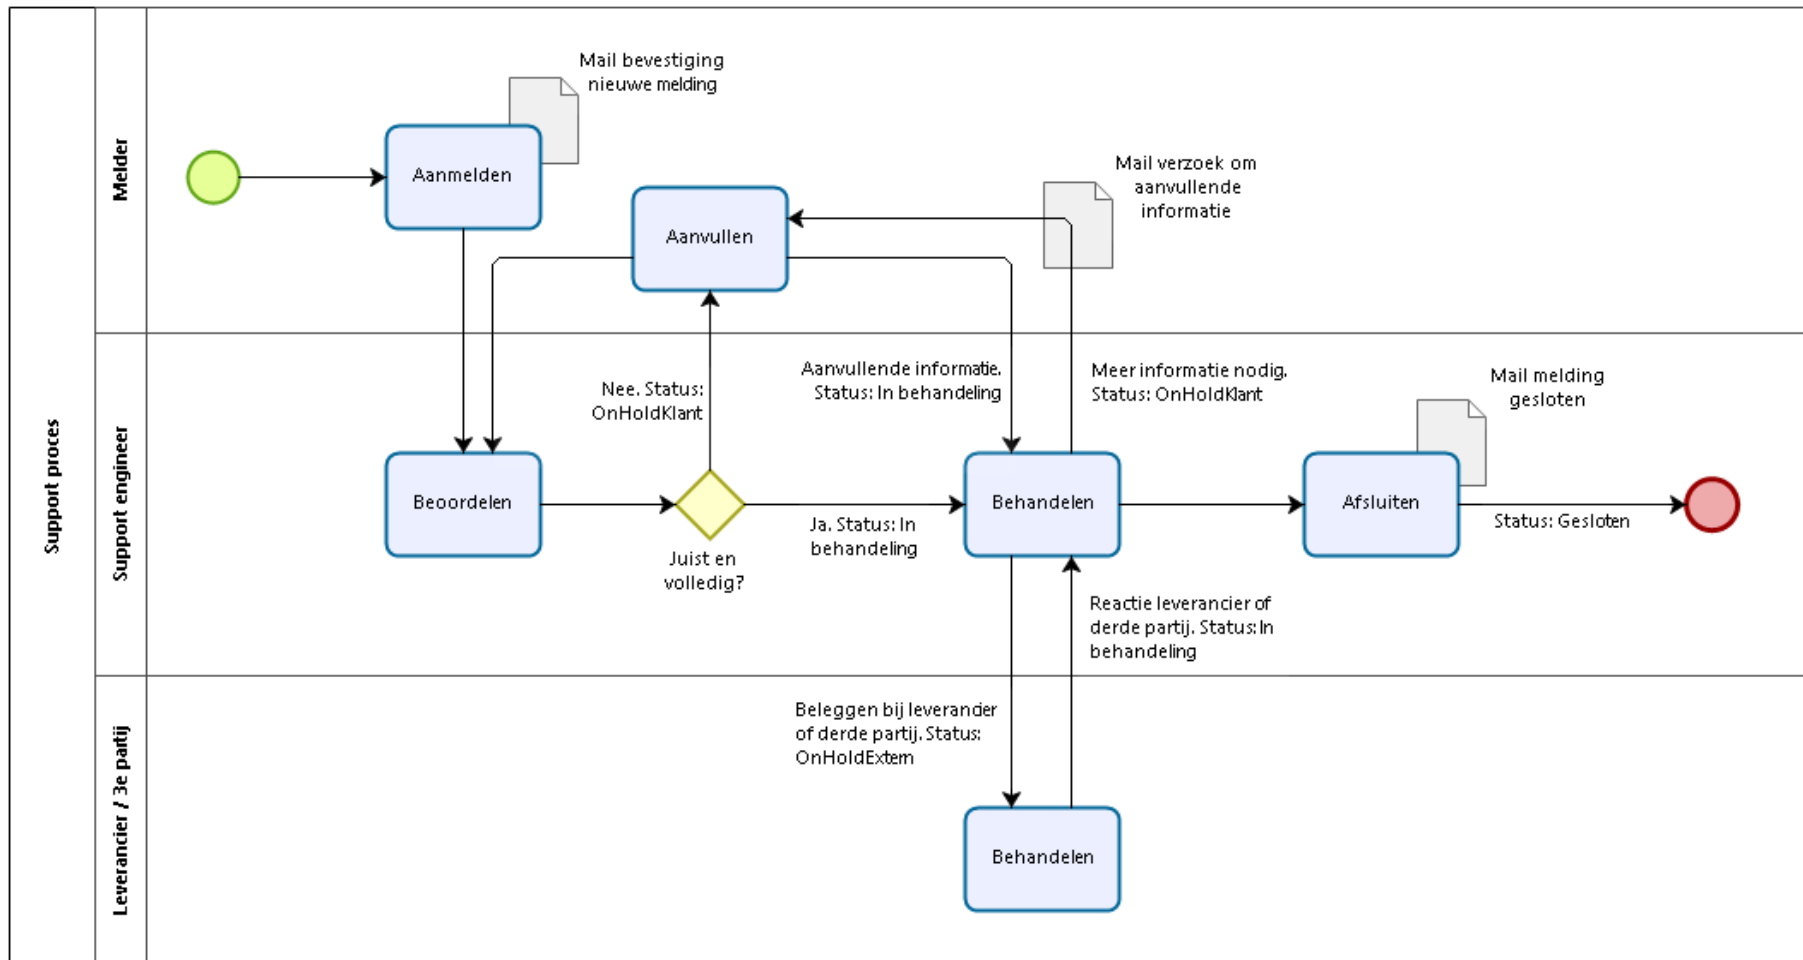 Support proces
Melder
Mail bevestiging
nieuwe melding
Aanmelden
Aanvullen
Mail verzoek om
aanvullende
informatie
Support engineer
Nee. Status:
OnHoldKlant
Aanvullende informatie.
Status: In behandeling
Meer informatie nodig.
Status: OnHoldKlant
Mail melding
gesloten
Beoordelen
Juist en
volledig?
Ja. Status: In
behandeling
Behandelen
Afsluiten
Status: Gesloten
Reactie leverancier of
derde partij. Status:In
behandeling
Leverancier / 3e partij
Beleggen bij leverancier
of derde partij. Status:
OnHoldExtern
Behandelen